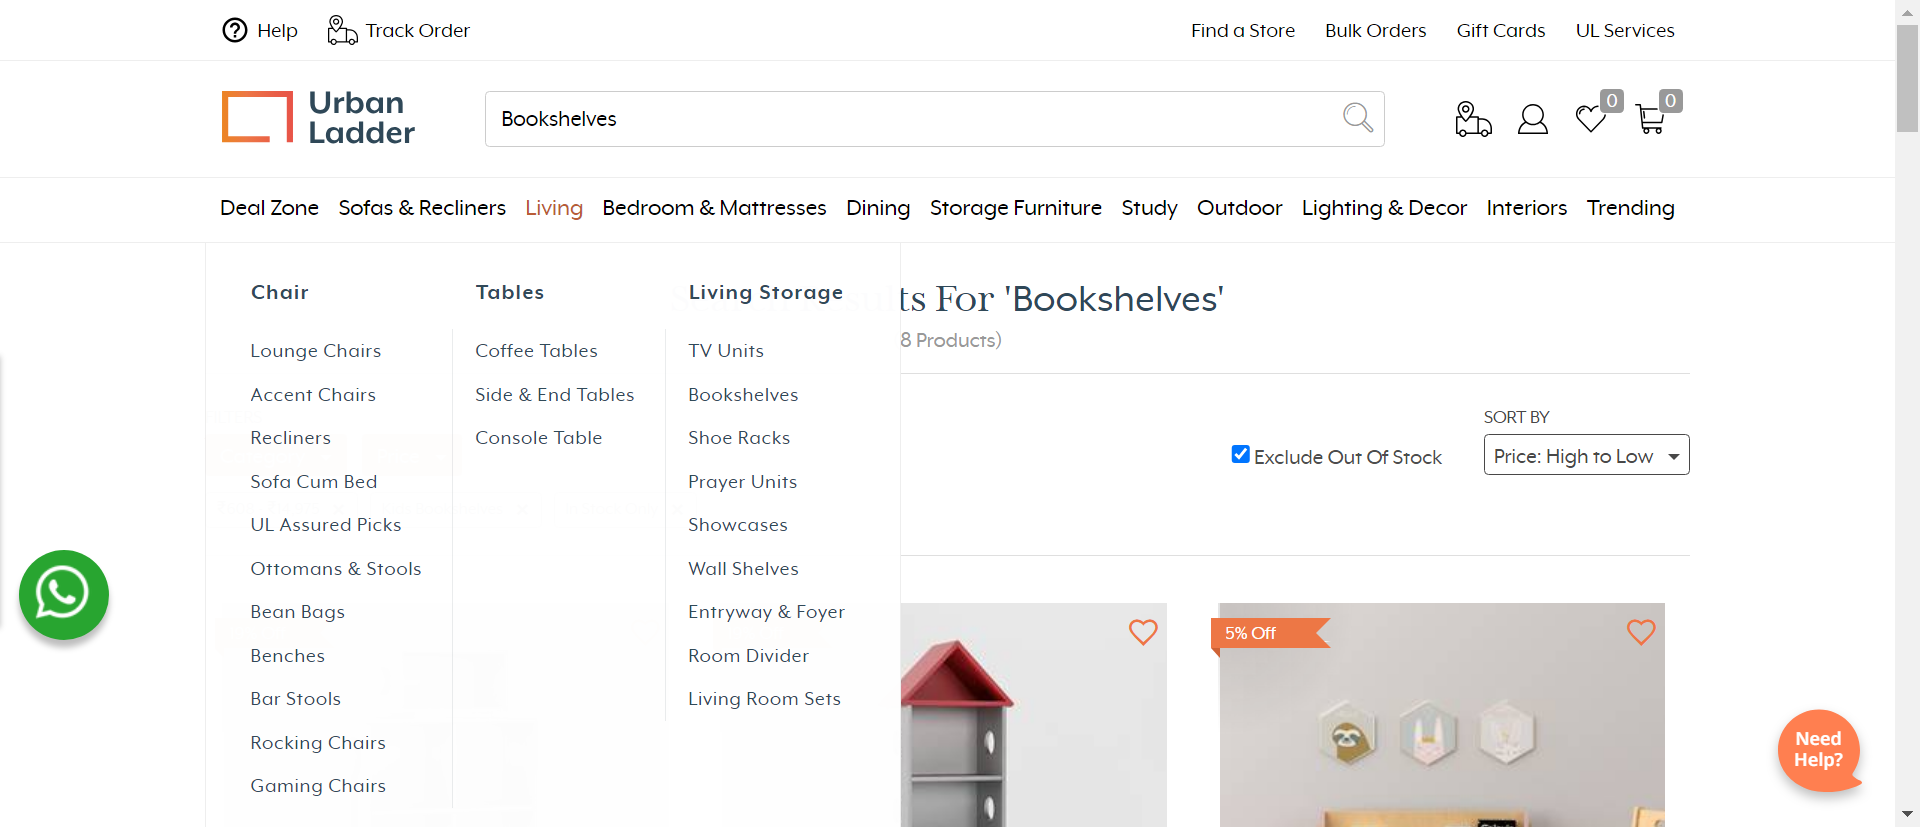 Help
Track Order
Find a Store
Bulk Orders
Gift Cards
UL Services
Urban
Ladder
Bookshelves
0
0
Deal Zone
Sofas & Recliners
Living
Bedroom & Mattresses
Dining
Storage Furniture
Study
Outdoor
Lighting & Decor
Interiors
Trending
Chair
Lounge Chairs
Accent Chairs
Recliners
Sofa Cum Bed
UL Assured Picks
Ottomans & Stools
Bean Bags
Benches
Bar Stools
Rocking Chairs
Gaming Chairs
Tables
Coffee Tables
Side & End Tables
Console Table
Living Storage
TV Units
Bookshelves
Shoe Racks
Prayer Units
Showcases
Wall Shelves
Entryway & Foyer
Room Divider
Living Room Sets
ts For 'Bookshelves'
8 Products)
Exclude Out Of Stock
SORT BY
Price: High to Low
5% Off
Need
Help?